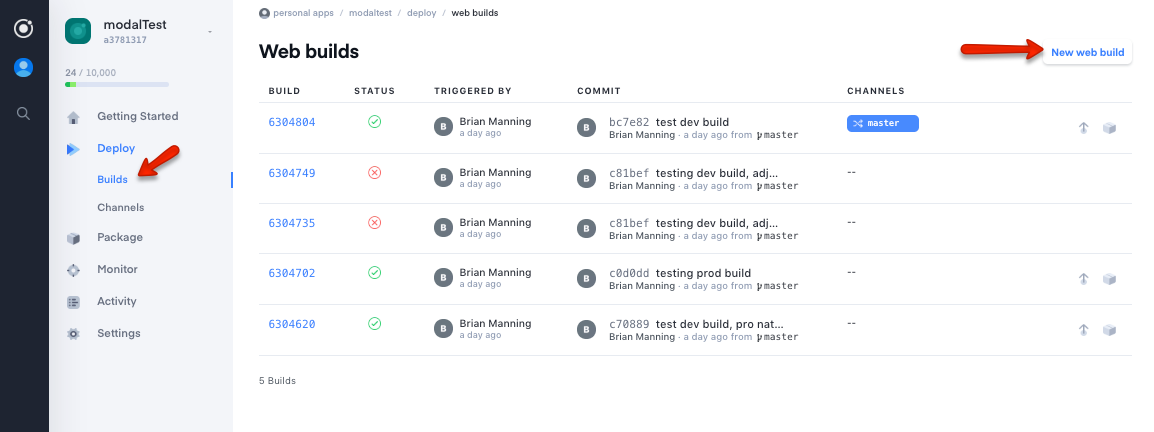 modalTest
a3781317
24 / 10,000
Getting Started
Deploy
Builds
Channels
Package
Monitor
Activity
Settings
personal apps / modaltest / deploy / web builds
Web builds
New web build
BUILD STATUS TRIGGERED BY COMMIT CHANNELS
6304804 B Brian Manning a day ago B bc7e82 test dev build master
Brian Manning · a day ago from master
6304749 B Brian Manning a day ago B c81bef testing dev build, adj... --
Brian Manning · a day ago from master
6304735 B Brian Manning a day ago B c81bef testing dev build, adj... --
Brian Manning · a day ago from master
6304702 B Brian Manning a day ago B c0d0dd testing prod build --
Brian Manning · a day ago from master
6304620 B Brian Manning a day ago B c70889 test dev build, pro nat... --
Brian Manning · a day ago from master
5 Builds